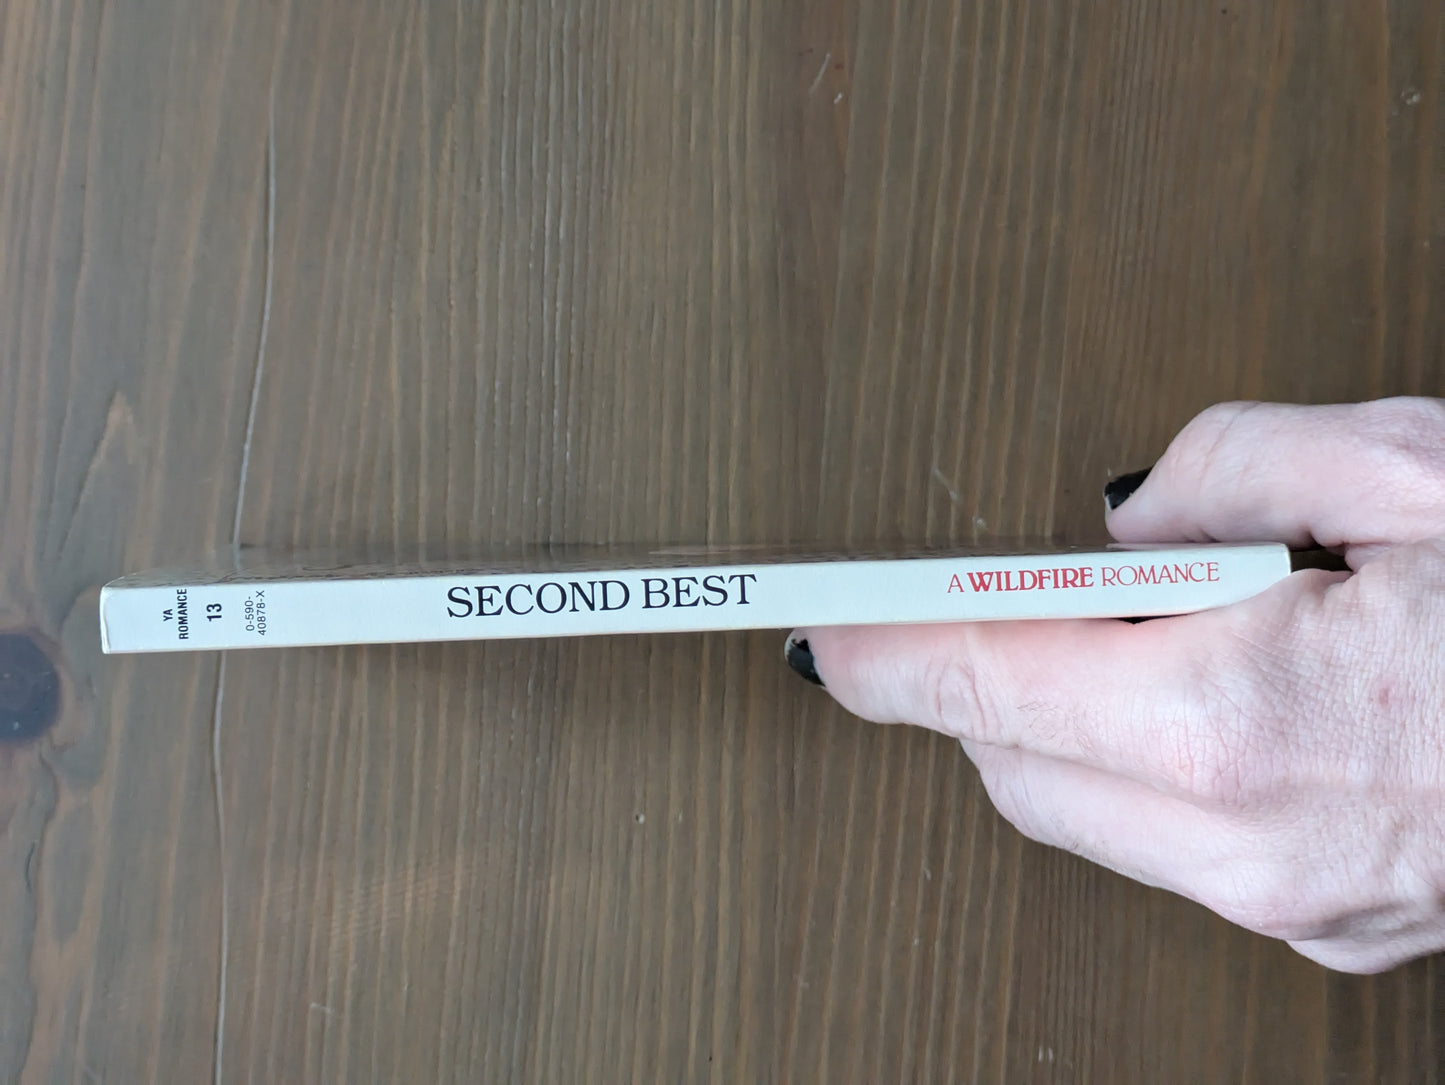 YA
ROMANCE
13
0-590-
40878-X
SECOND BEST
A WILDFIRE ROMANCE